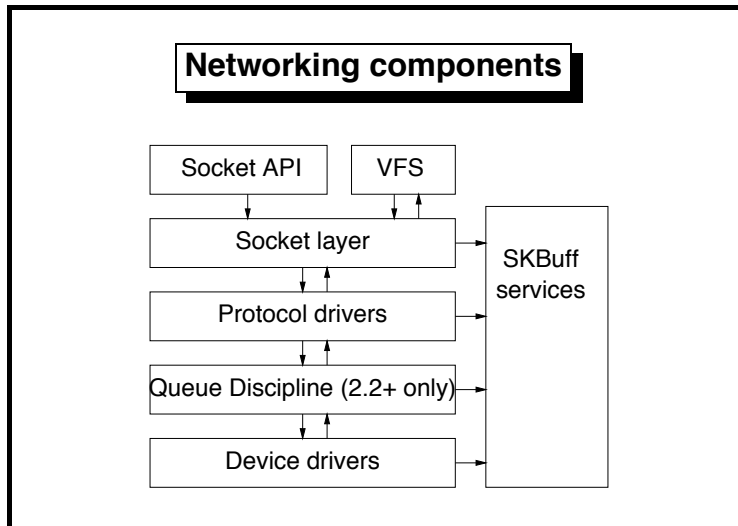 Networking components
Socket API
VFS
Socket layer
SKBuff
services
Protocol drivers
Queue Discipline (2.2+ only)
Device drivers